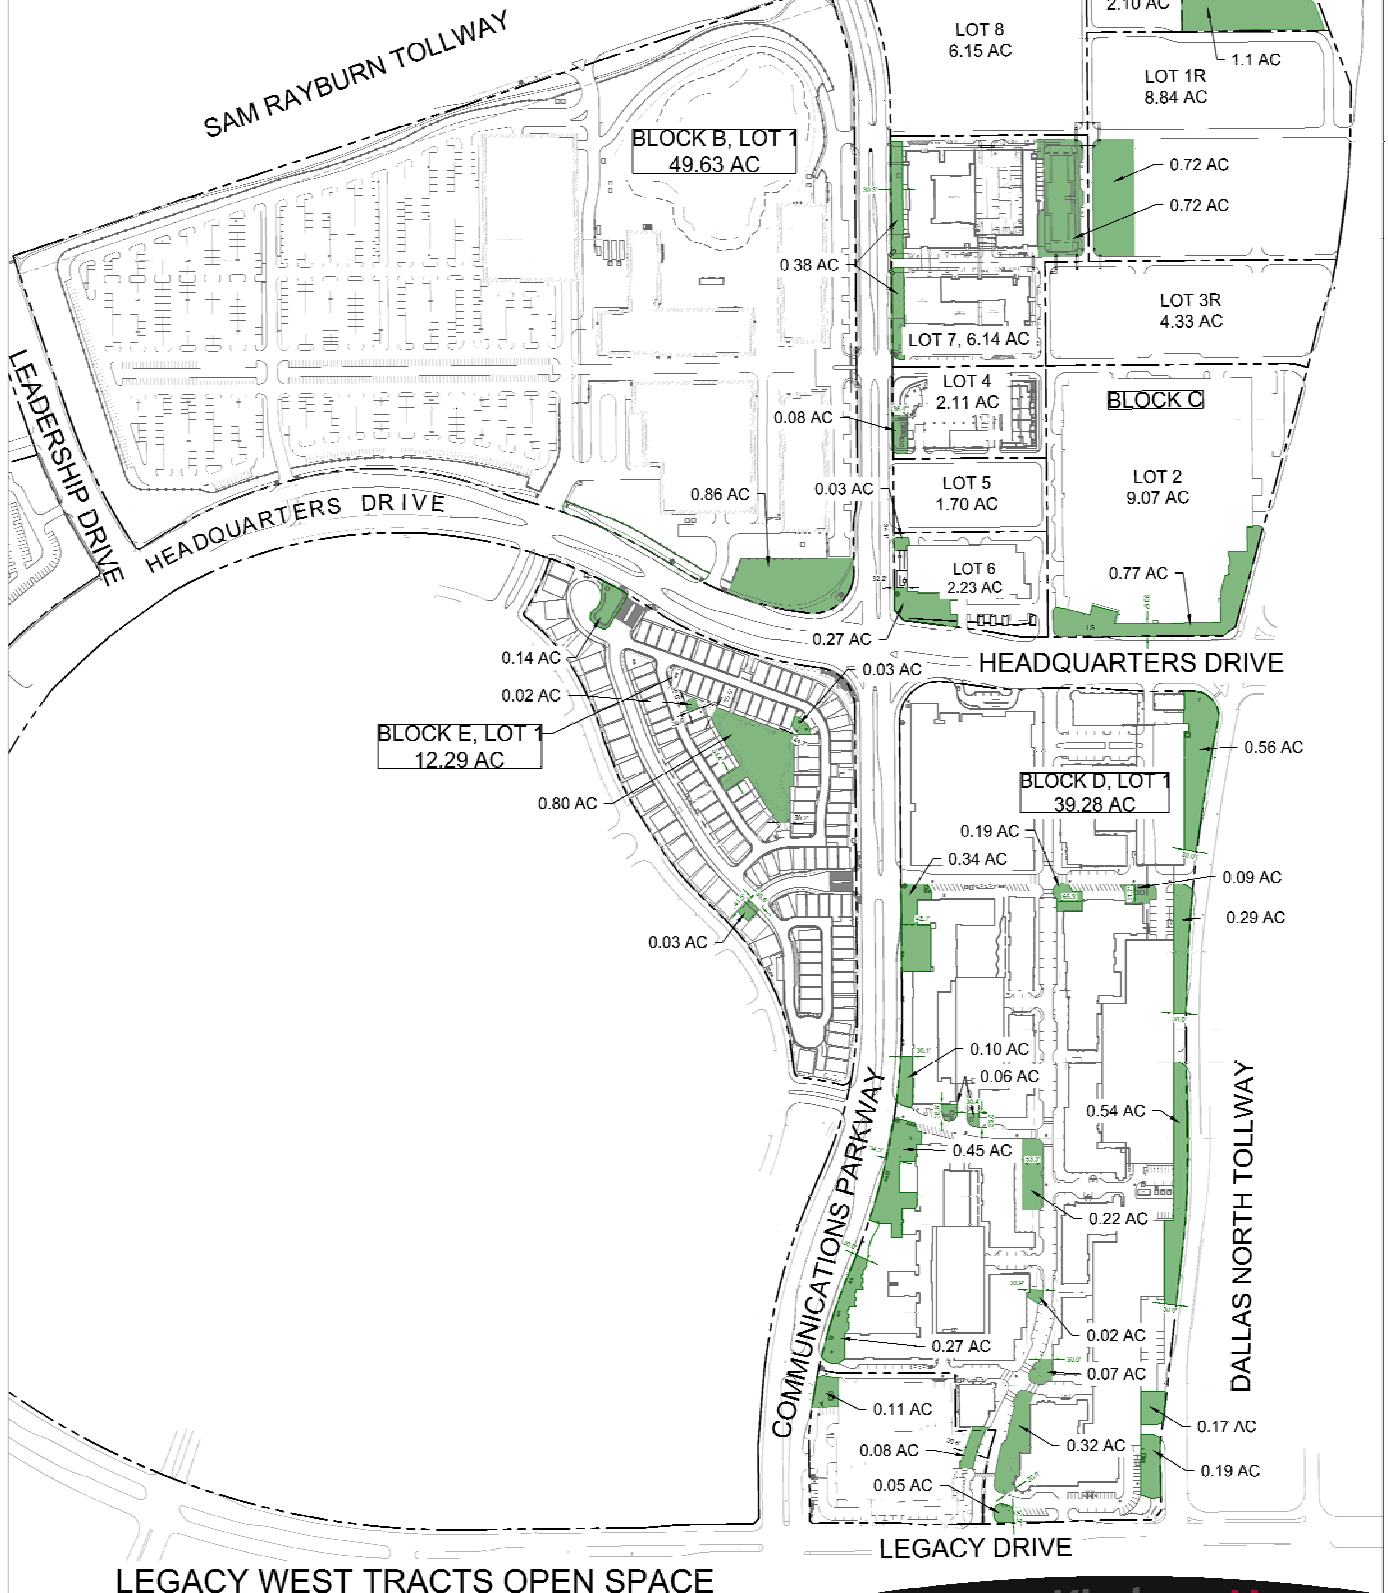 2.10 AC
1.1 AC
LOT 8
6.15 AC
LOT 1R
8.84 AC
SAM RAYBURN TOLLWAY
BLOCK B, LOT 1
49.63 AC
0.72 AC
0.72 AC
0.38 AC
LOT 3R
4.33 AC
LOT 7, 6.14 AC
LOT 4
2.11 AC
BLOCK C
0.08 AC
LEADERSHIP DRIVE
LOT 5
1.70 AC
LOT 2
9.07 AC
0.86 AC
0.03 AC
HEADQUARTERS DRIVE
LOT 6
2.23 AC
0.77 AC
0.27 AC
0.14 AC
0.03 AC
HEADQUARTERS DRIVE
0.02 AC
BLOCK E, LOT 1
12.29 AC
0.56 AC
0.80 AC
BLOCK D, LOT 1
39.28 AC
0.19 AC
0.34 AC
0.09 AC
0.29 AC
0.03 AC
0.10 AC
0.06 AC
0.54 AC
0.45 AC
COMMUNICATIONS PARKWAY
DALLAS NORTH TOLLWAY
0.22 AC
0.02 AC
0.27 AC
0.07 AC
0.11 AC
0.17 AC
0.32 AC
0.08 AC
0.19 AC
0.05 AC
LEGACY DRIVE
LEGACY WEST TRACTS OPEN SPACE